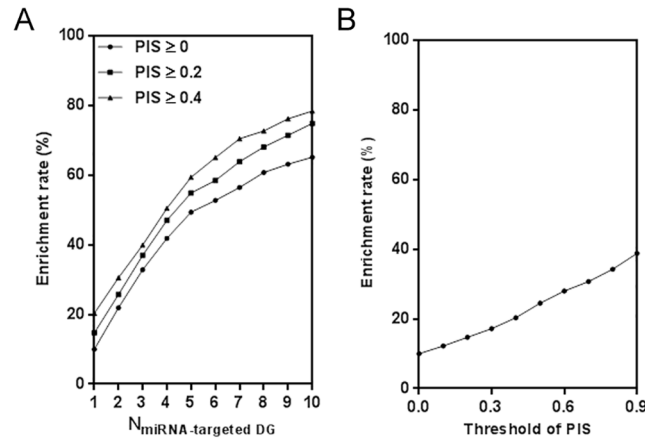 A
Enrichment rate (%)
100
80
60
40
20
0
PIS ≥ 0
PIS ≥ 0.2
PIS ≥ 0.4
1 2 3 4 5 6 7 8 9 10
NmiRNA-targeted DG
B
Enrichment rate (%)
100
80
60
40
20
0
0.0 0.3 0.6 0.9
Threshold of PIS